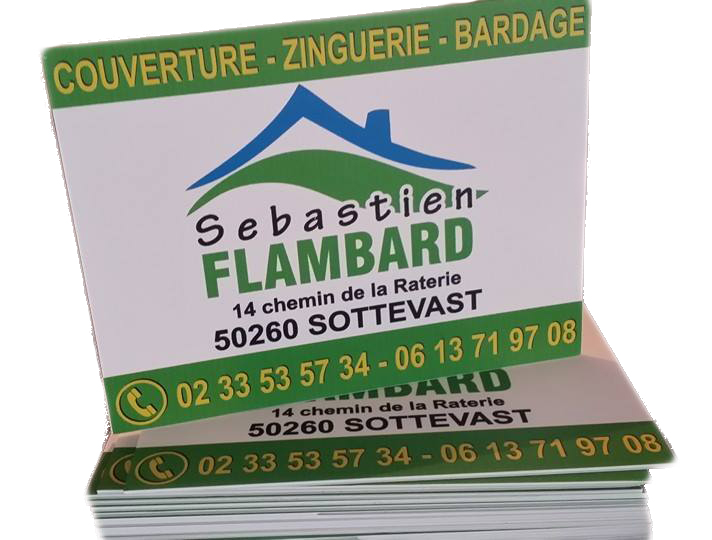 COUVERTURE - ZINGUERIE - BARDAGE
Sebastien
FLAMBARD
14 chemin de la Raterie
50260 SOTTEVAST
02 33 53 57 34 - 06 13 71 97 08
FLAMBARD
14 chemin de la Raterie
50260 SOTTEVAST
02 33 53 57 34 - 06 13 71 97 08